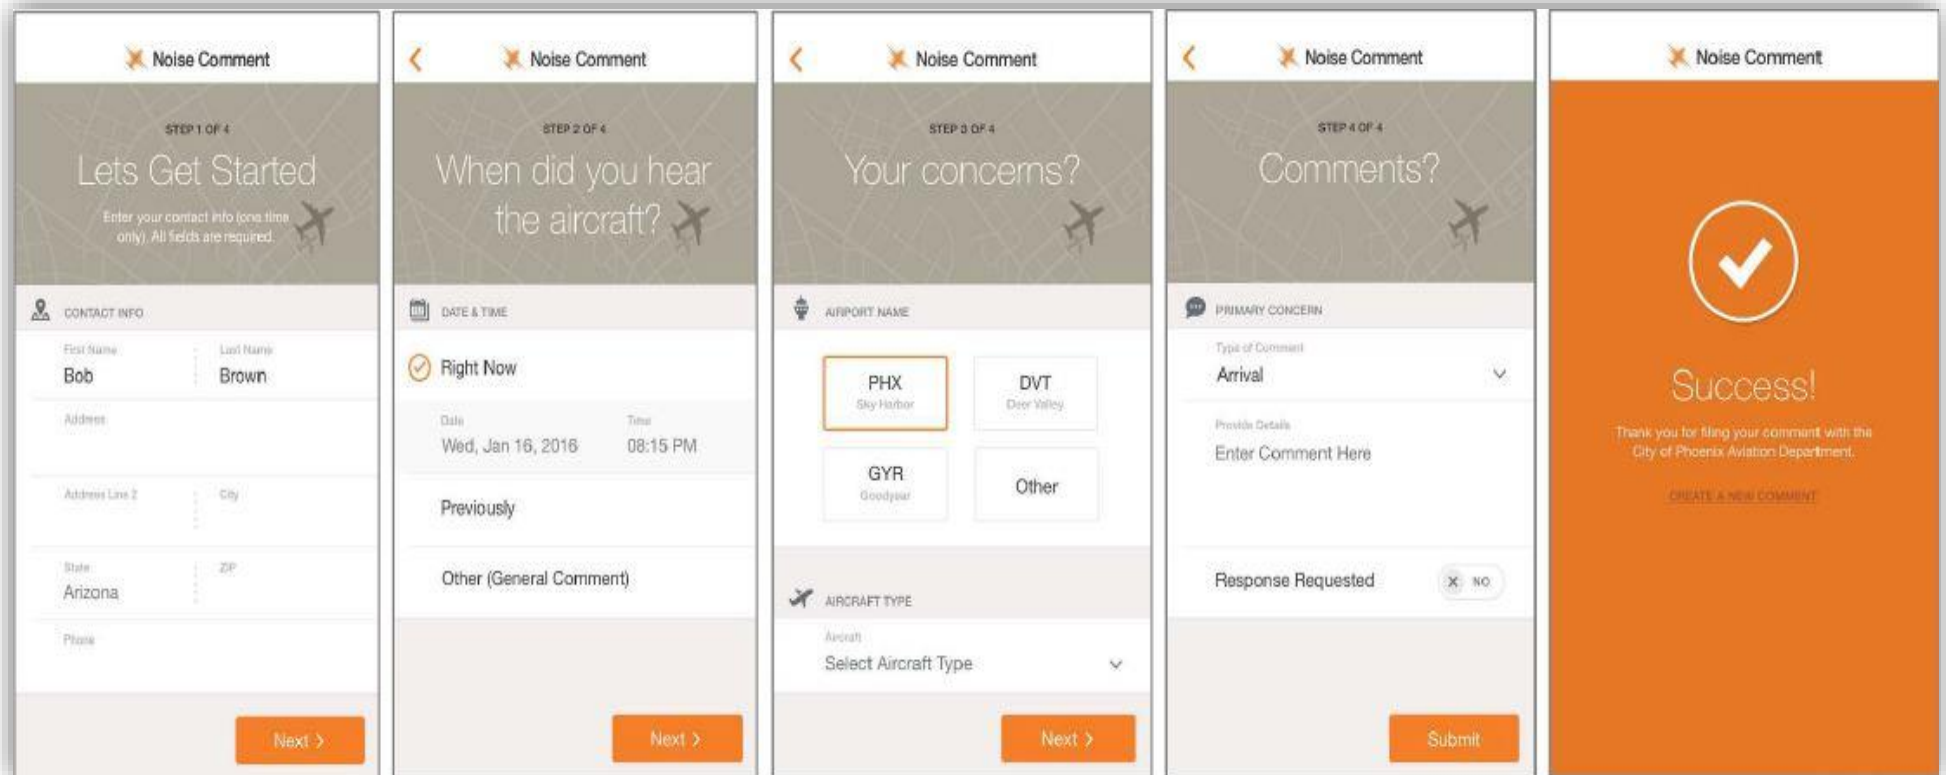 Noise Comment
STEP 1 OF 4
Lets Get Started
Enter your contact info (one time
only). All fields are required.
CONTACT INFO
First Name Last Name
Bob Brown
Address
Address Line 2 City
State ZIP
Arizona
Phone
Next >
Noise Comment
STEP 2 OF 4
When did you hear
the aircraft?
DATE & TIME
Right Now
Date Time
Wed, Jan 16, 2016 08:15 PM
Previously
Other (General Comment)
Next >
Noise Comment
STEP 3 OF 4
Your concerns?
AIRPORT NAME
PHX DVT
Sky Harbor Deer Valley
GYR Other
Goodyear
AIRCRAFT TYPE
Aircraft
Select Aircraft Type
Next >
Noise Comment
STEP 4 OF 4
Comments?
PRIMARY CONCERN
Type of Comment
Arrival
Provide Details
Enter Comment Here
Response Requested NO
Submit
Noise Comment
Success!
Thank you for filing your comment with the
City of Phoenix Aviation Department.
CREATE A NEW COMMENT